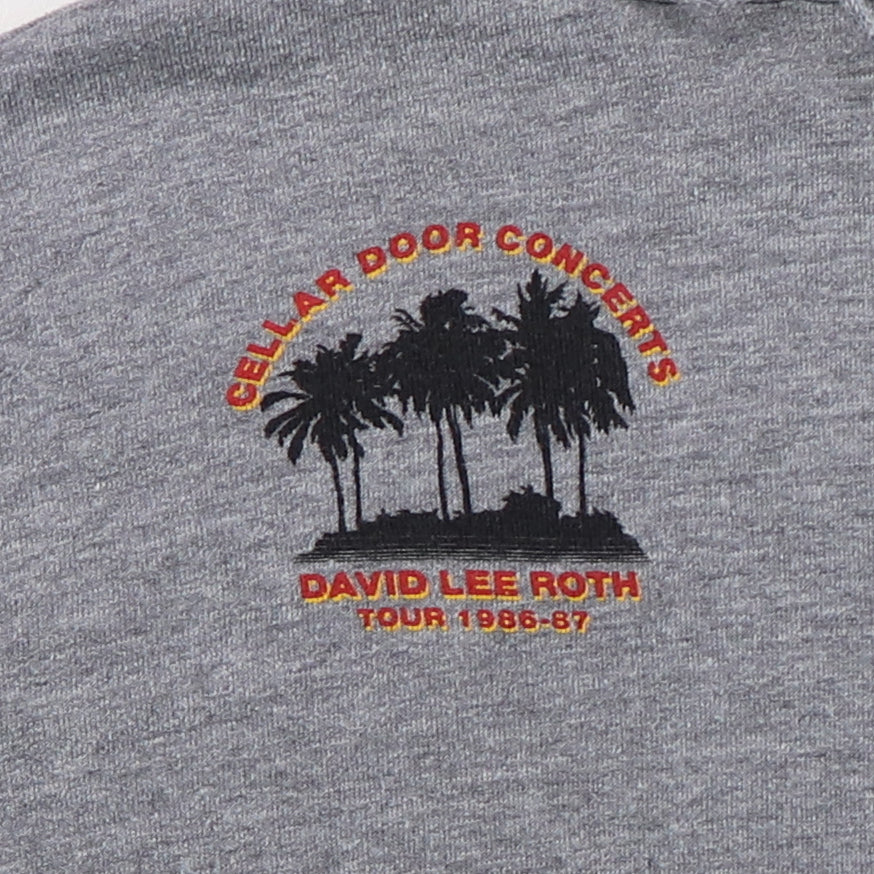 CELLAR DOOR CONCERTS
DAVID LEE ROTH
TOUR 1986-87